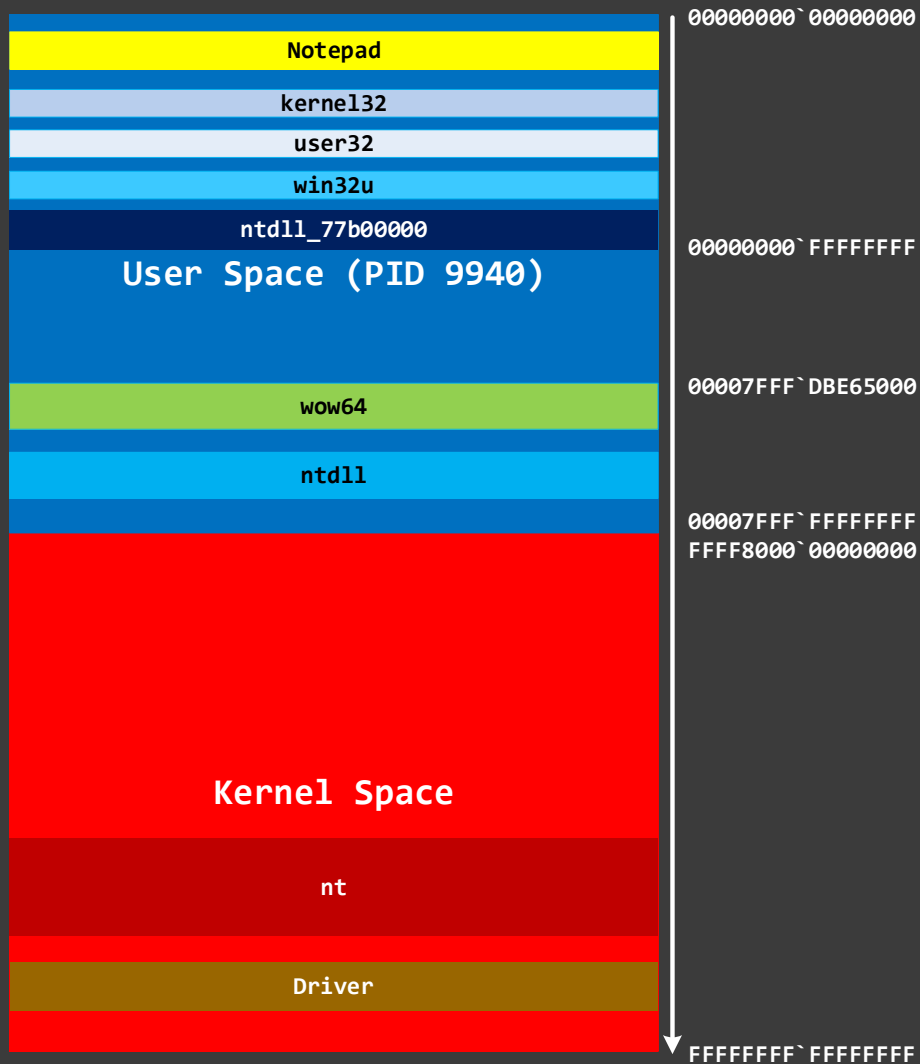 00000000`00000000
Notepad
kernel32
user32
win32u
ntdll_77b00000
00000000`FFFFFFFF
User Space (PID 9940)
00007FFF`DBE65000
wow64
ntdll
00007FFF`FFFFFFFF
FFFF8000`00000000
Kernel Space
nt
Driver
FFFFFFFF`FFFFFFFF